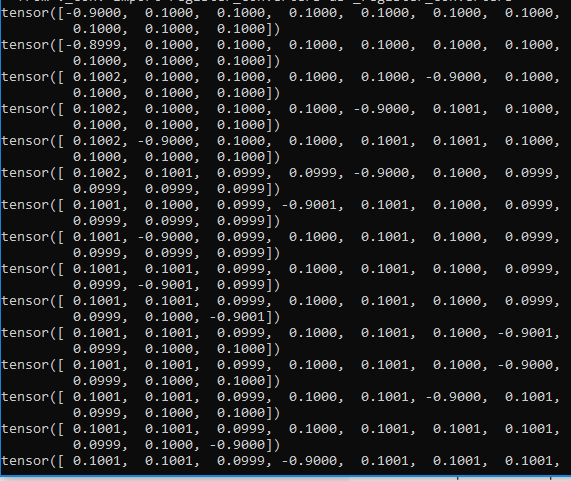 tensor([-0.9000, 0.1000, 0.1000, 0.1000, 0.1000, 0.1000, 0.1000,
0.1000, 0.1000, 0.1000])
tensor([-0.8999, 0.1000, 0.1000, 0.1000, 0.1000, 0.1000, 0.1000,
0.1000, 0.1000, 0.1000])
tensor([ 0.1002, 0.1000, 0.1000, 0.1000, 0.1000, -0.9000, 0.1000,
0.1000, 0.1000, 0.1000])
tensor([ 0.1002, 0.1000, 0.1000, 0.1000, -0.9000, 0.1001, 0.1000,
0.1000, 0.1000, 0.1000])
tensor([ 0.1002, -0.9000, 0.1000, 0.1000, 0.1001, 0.1001, 0.1000,
0.1000, 0.1000, 0.1000])
tensor([ 0.1002, 0.1001, 0.0999, 0.0999, -0.9000, 0.1000, 0.0999,
0.0999, 0.0999, 0.0999])
tensor([ 0.1001, 0.1000, 0.0999, -0.9001, 0.1001, 0.1000, 0.0999,
0.0999, 0.0999, 0.0999])
tensor([ 0.1001, -0.9000, 0.0999, 0.1000, 0.1001, 0.1000, 0.0999,
0.0999, 0.0999, 0.0999])
tensor([ 0.1001, 0.1001, 0.0999, 0.1000, 0.1001, 0.1000, 0.0999,
0.0999, -0.9001, 0.0999])
tensor([ 0.1001, 0.1001, 0.0999, 0.1000, 0.1001, 0.1000, 0.0999,
0.0999, 0.1000, -0.9001])
tensor([ 0.1001, 0.1001, 0.0999, 0.1000, 0.1001, 0.1000, -0.9001,
0.0999, 0.1000, 0.1000])
tensor([ 0.1001, 0.1001, 0.0999, 0.1000, 0.1001, 0.1001, -0.9000,
0.0999, 0.1000, 0.1000])
tensor([ 0.1001, 0.1001, 0.0999, 0.1000, 0.1001, -0.9000, 0.1001,
0.0999, 0.1000, 0.1000])
tensor([ 0.1001, 0.1001, 0.0999, 0.1000, 0.1001, 0.1001, 0.1001,
0.0999, 0.1000, -0.9000])
tensor([ 0.1001, 0.1001, 0.0999, -0.9000, 0.1001, 0.1001, 0.1001,